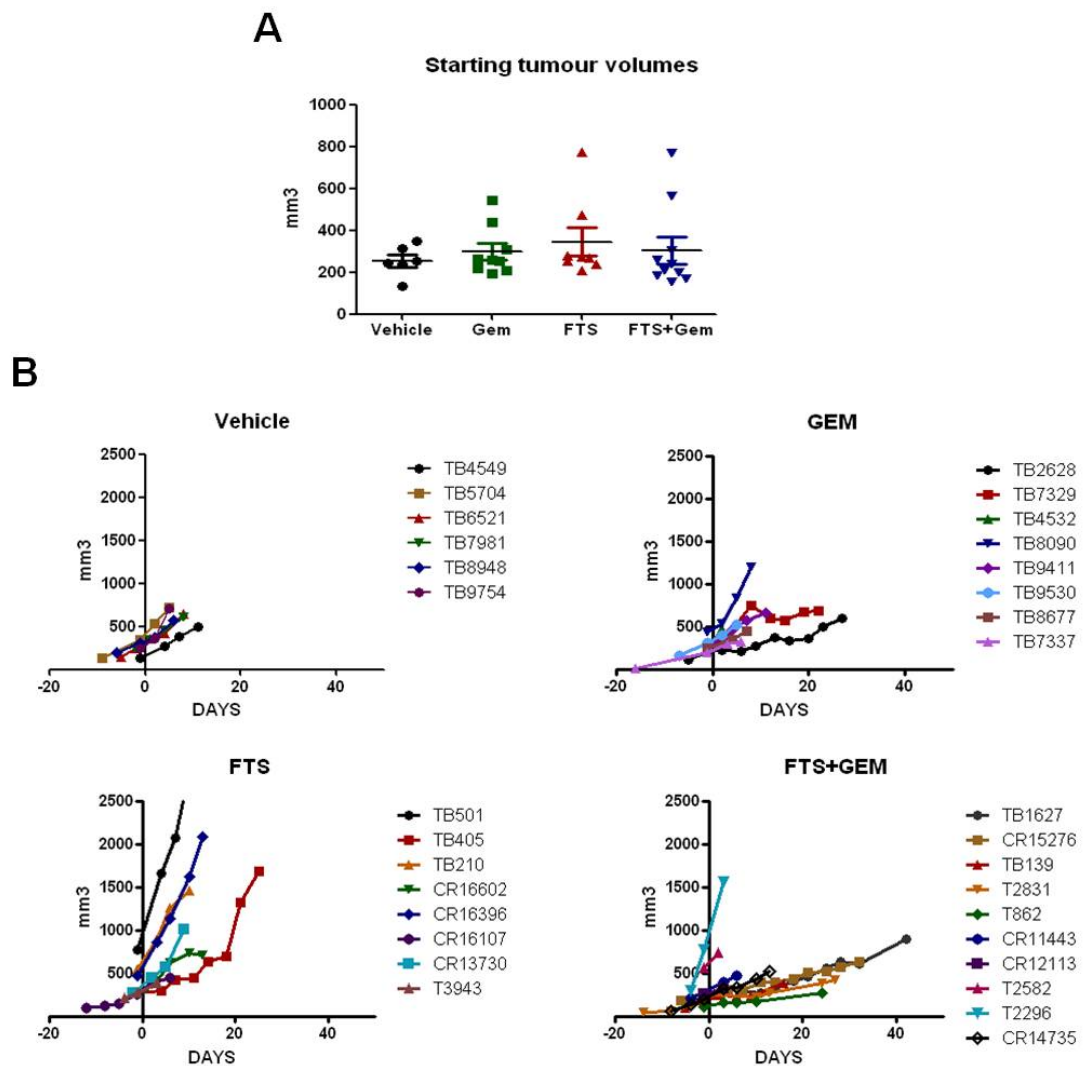 A
Starting tumour volumes
1000
800
600
400
200
0
mm3
Vehicle Gem FTS FTS+Gem
B
Vehicle
2500
2000
1500
1000
500
mm3
-20 0 20 40
DAYS
TB4549
TB5704
TB6521
TB7981
TB8948
TB9754
GEM
2500
2000
1500
1000
500
mm3
-20 0 20 40
DAYS
TB2628
TB7329
TB4532
TB8090
TB9411
TB9530
TB8677
TB7337
FTS
2500
2000
1500
1000
500
mm3
-20 0 20 40
DAYS
TB501
TB405
TB210
CR16602
CR16396
CR16107
CR13730
T3943
FTS+GEM
2500
2000
1500
1000
500
mm3
-20 0 20 40
DAYS
TB1627
CR15276
TB139
T2831
T862
CR11443
CR12113
T2582
T2296
CR14735